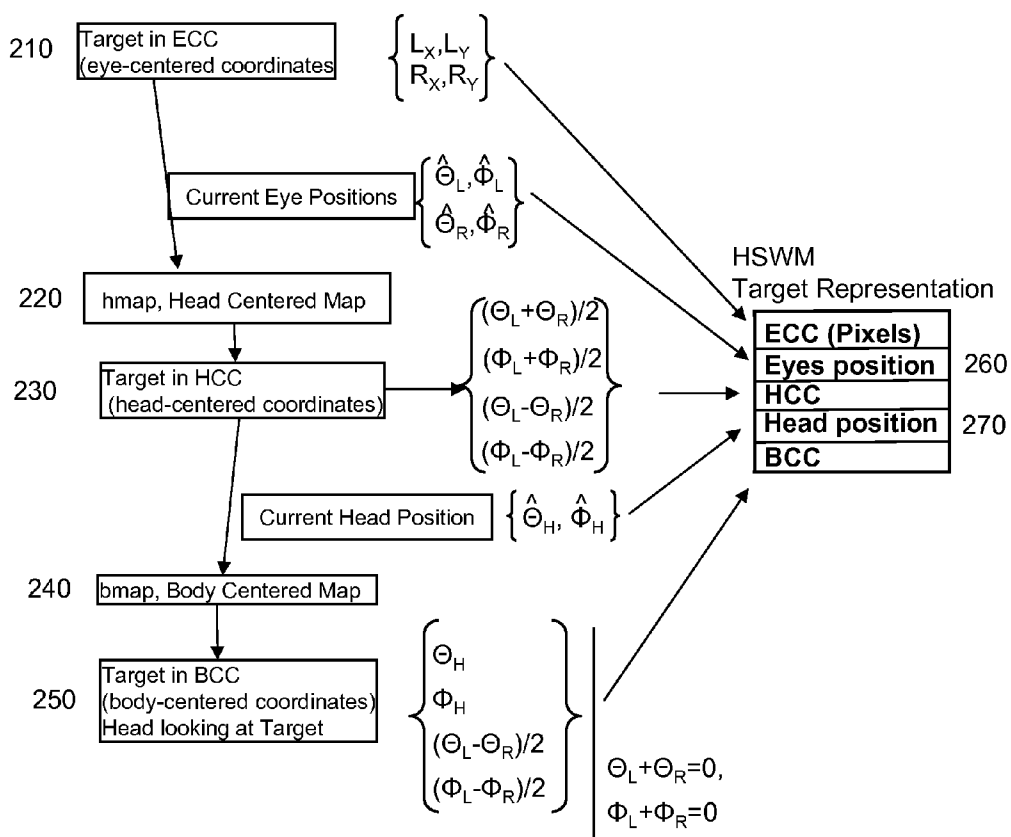 210
Target in ECC
(eye-centered coordinates
{ L_X,L_Y
R_X,R_Y }
Current Eye Positions
{ Θ̂_L,Φ̂_L
Θ̂_R,Φ̂_R }
HSWM
Target Representation
220
hmap, Head Centered Map
ECC (Pixels)
Eyes position
260
HCC
Head position
270
BCC
230
Target in HCC
(head-centered coordinates)
{ (Θ_L+Θ_R)/2
(Φ_L+Φ_R)/2
(Θ_L-Θ_R)/2
(Φ_L-Φ_R)/2 }
Current Head Position
{ Θ̂_H, Φ̂_H }
240
bmap, Body Centered Map
250
Target in BCC
(body-centered coordinates)
Head looking at Target
{ Θ_H
Φ_H
(Θ_L-Θ_R)/2
(Φ_L-Φ_R)/2 }
Θ_L+Θ_R=0,
Φ_L+Φ_R=0